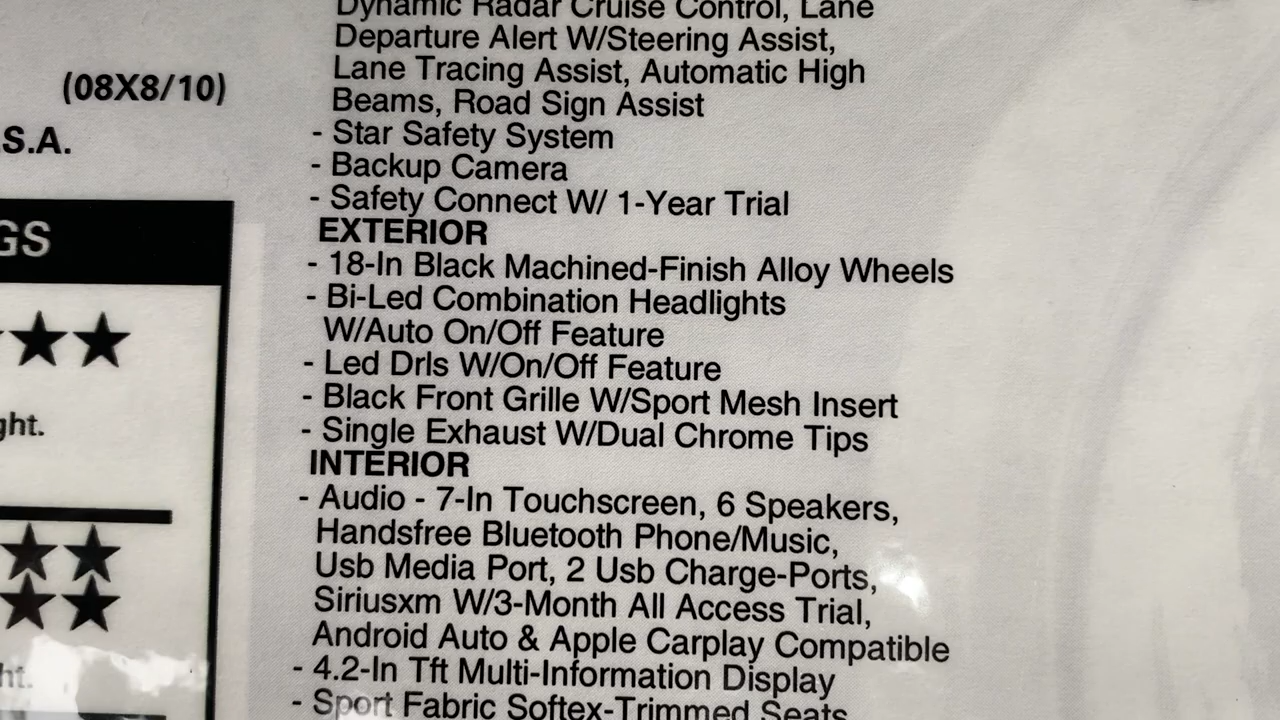 (08X8/10)
S.A.
GS
ght.
ht.
Dynamic Radar Cruise Control, Lane
Departure Alert W/Steering Assist,
Lane Tracing Assist, Automatic High
Beams, Road Sign Assist
- Star Safety System
- Backup Camera
- Safety Connect W/ 1-Year Trial
EXTERIOR
- 18-In Black Machined-Finish Alloy Wheels
- Bi-Led Combination Headlights
W/Auto On/Off Feature
- Led Drls W/On/Off Feature
- Black Front Grille W/Sport Mesh Insert
- Single Exhaust W/Dual Chrome Tips
INTERIOR
- Audio - 7-In Touchscreen, 6 Speakers,
Handsfree Bluetooth Phone/Music,
Usb Media Port, 2 Usb Charge-Ports,
Siriusxm W/3-Month All Access Trial,
Android Auto & Apple Carplay Compatible
- 4.2-In Tft Multi-Information Display
- Sport Fabric Softex-Trimmed Seats